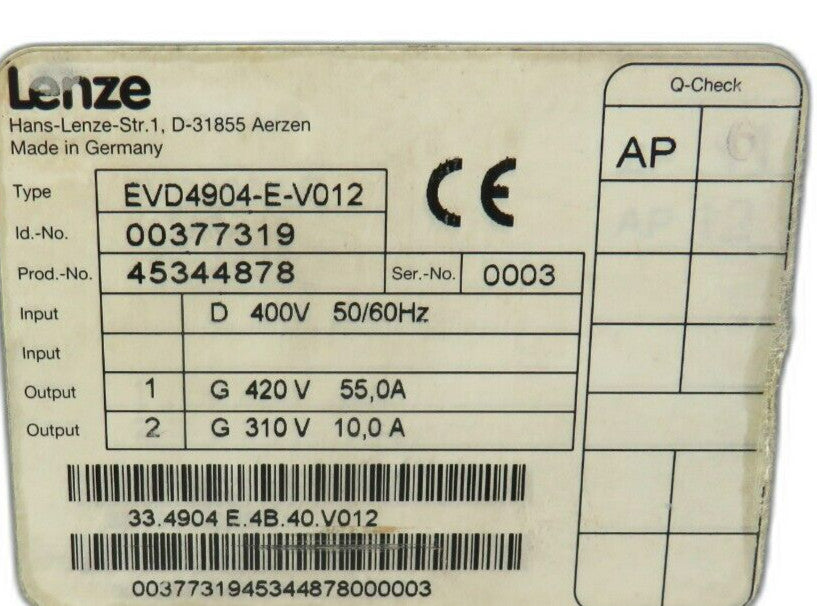 Lenze
Hans-Lenze-Str.1, D-31855 Aerzen
Made in Germany
Type EVD4904-E-V012
Id.-No. 00377319
Prod.-No. 45344878 Ser.-No. 0003
Input D 400V 50/60Hz
Input
Output 1 G 420 V 55,0A
Output 2 G 310 V 10,0 A
33.4904 E.4B.40.V012
0037731945344878000003
CE
Q-Check
AP
AP